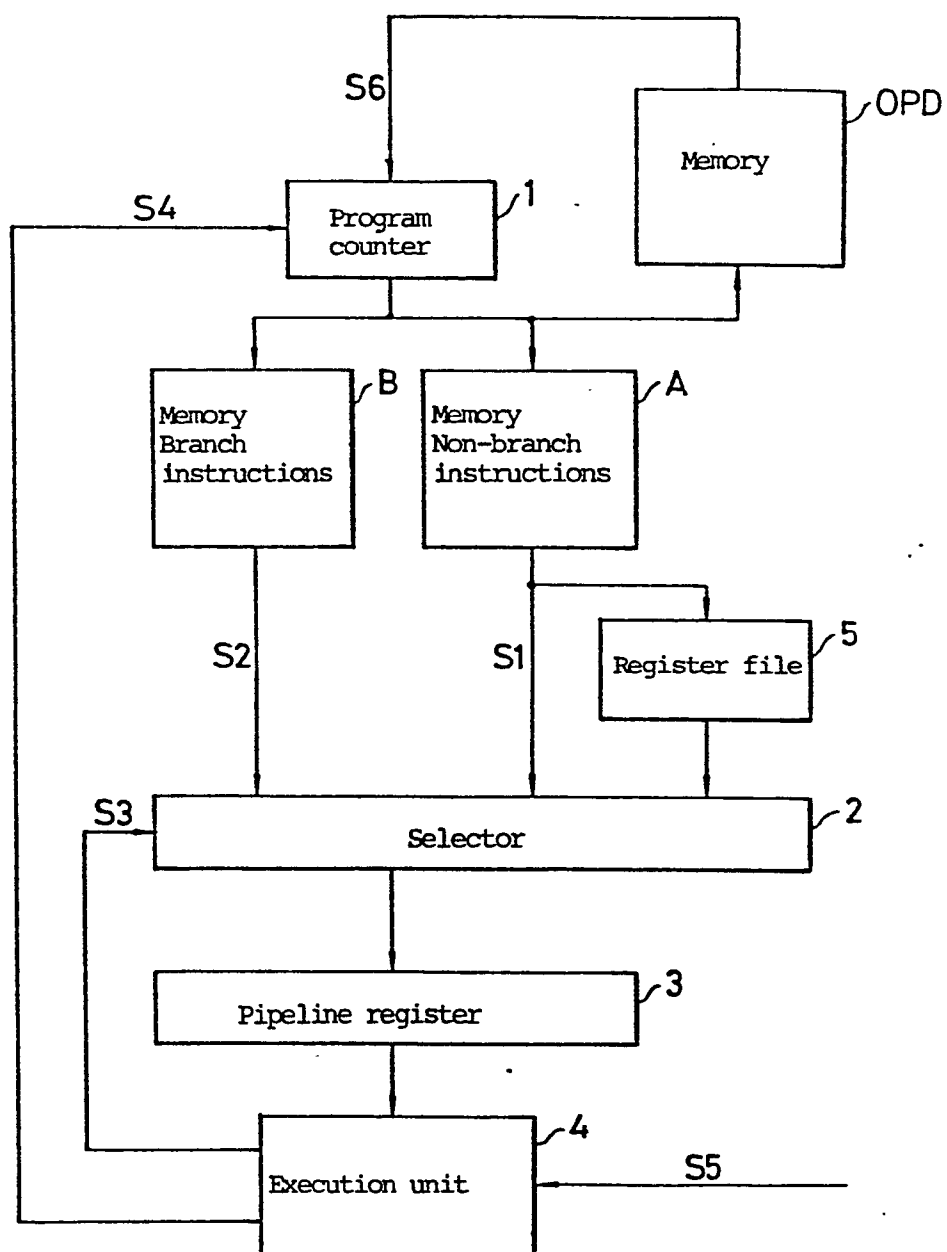 S6
OPD
Memory
1
S4
Program
counter
B
A
Memory
Branch
instructions
Memory
Non-branch
instructions
S2
S1
5
Register file
S3
2
Selector
3
Pipeline register
4
S5
Execution unit